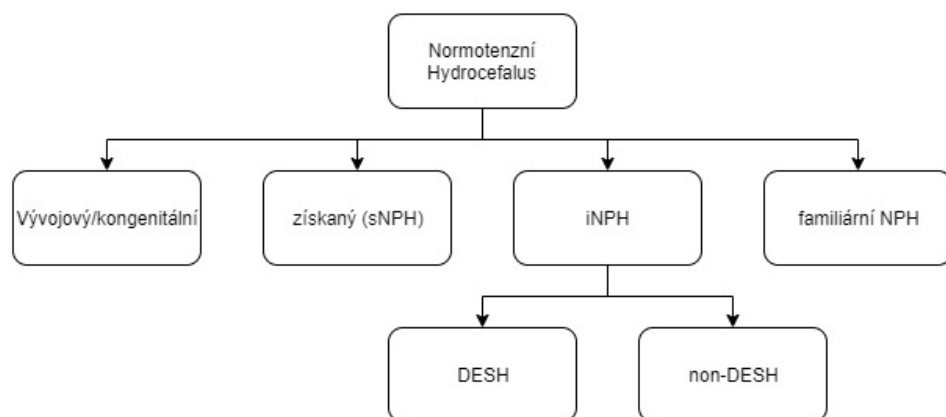 Normotenzní
Hydrocefalus
Vývojový/kongenitální
získaný (sNPH)
iNPH
familiární NPH
DESH
non-DESH